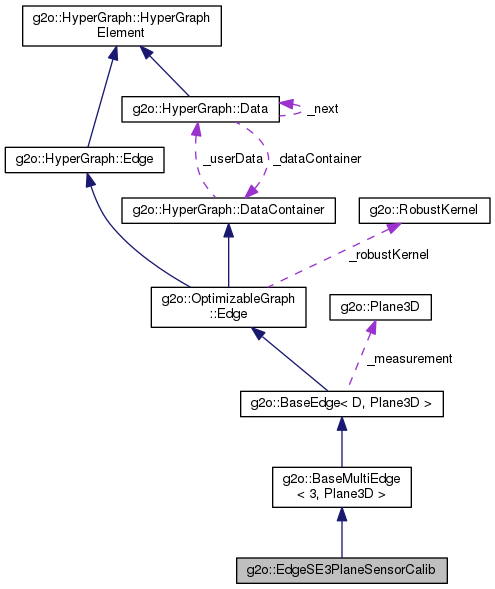 g2o::HyperGraph::HyperGraph
Element
g2o::HyperGraph::Data
_next
g2o::HyperGraph::Edge
_userData
_dataContainer
g2o::HyperGraph::DataContainer
g2o::RobustKernel
_robustKernel
g2o::OptimizableGraph
::Edge
g2o::Plane3D
_measurement
g2o::BaseEdge< D, Plane3D >
g2o::BaseMultiEdge
< 3, Plane3D >
g2o::EdgeSE3PlaneSensorCalib